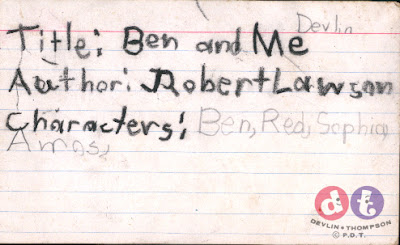 Devlin
Title: Ben and Me
Author: Robert Lawson
Characters: Ben, Red, Sophia,
Amos,
d t
DEVLIN + THOMPSON
© P.D.T.